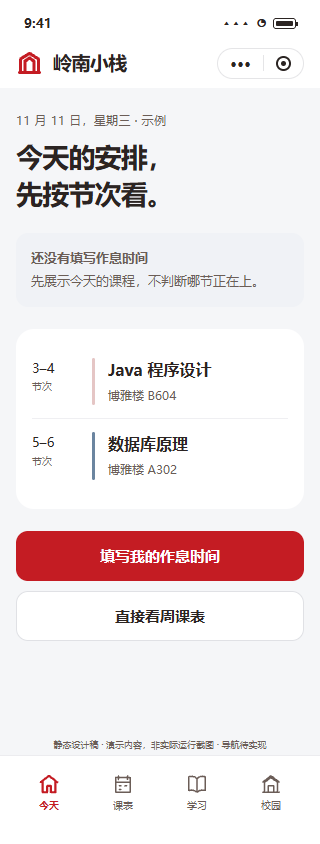 9:41
岭南小栈
11 月 11 日，星期三 · 示例
今天的安排，
先按节次看。
还没有填写作息时间
先展示今天的课程，不判断哪节正在上。
3–4
节次
Java 程序设计
博雅楼 B604
5–6
节次
数据库原理
博雅楼 A302
填写我的作息时间
直接看周课表
静态设计稿 · 演示内容，非实际运行截图 · 导航待实现
今天
课表
学习
校园